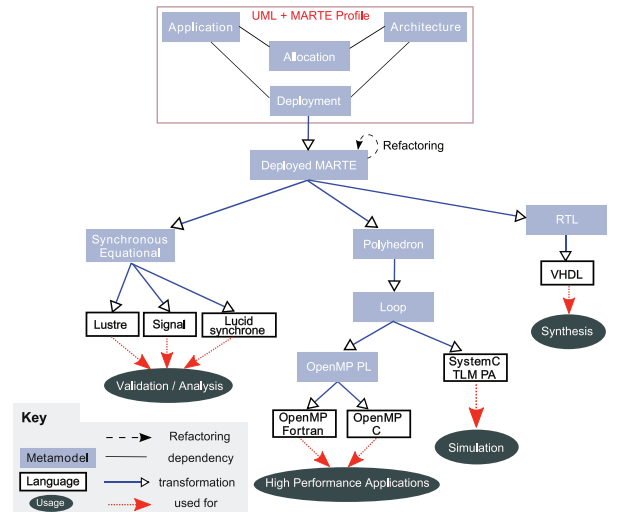 UML + MARTE Profile
Application
Architecture
Allocation
Deployment
Deployed MARTE
Refactoring
RTL
Synchronous
Equational
Polyhedron
VHDL
Loop
Lustre
Signal
Lucid
synchrone
Synthesis
OpenMP PL
SystemC
TLM PA
Validation / Analysis
OpenMP
Fortran
OpenMP
C
Simulation
High Performance Applications
Key
Refactoring
Metamodel
dependency
Language
transformation
Usage
used for